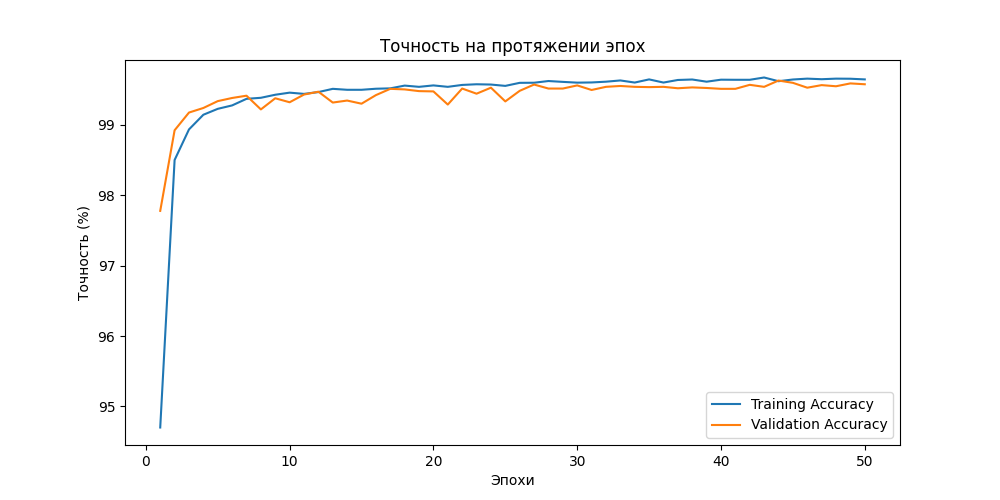 Точность на протяжении эпох
Точность (%)
99
98
97
96
95
0 10 20 30 40 50
Эпохи
Training Accuracy
Validation Accuracy